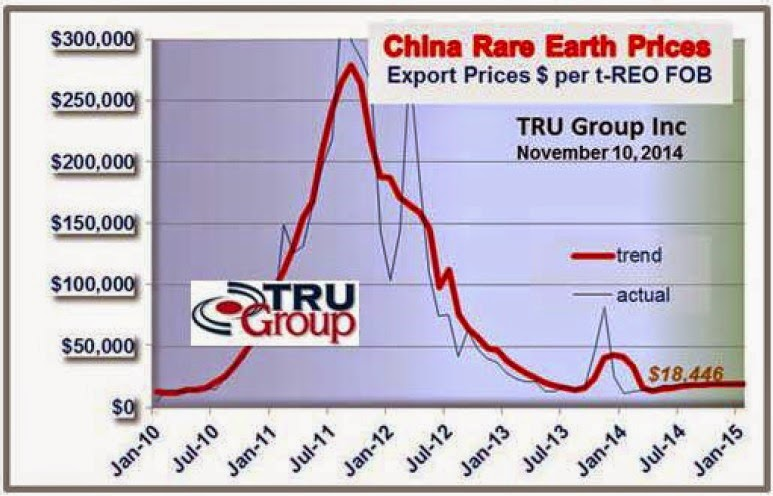 China Rare Earth Prices
Export Prices $ per t-REO FOB
TRU Group Inc
November 10, 2014
$300,000
$250,000
$200,000
$150,000
$100,000
$50,000
$0
trend
actual
TRU
Group
$18,446
Jan-10
Jul-10
Jan-11
Jul-11
Jan-12
Jul-12
Jan-13
Jul-13
Jan-14
Jul-14
Jan-15